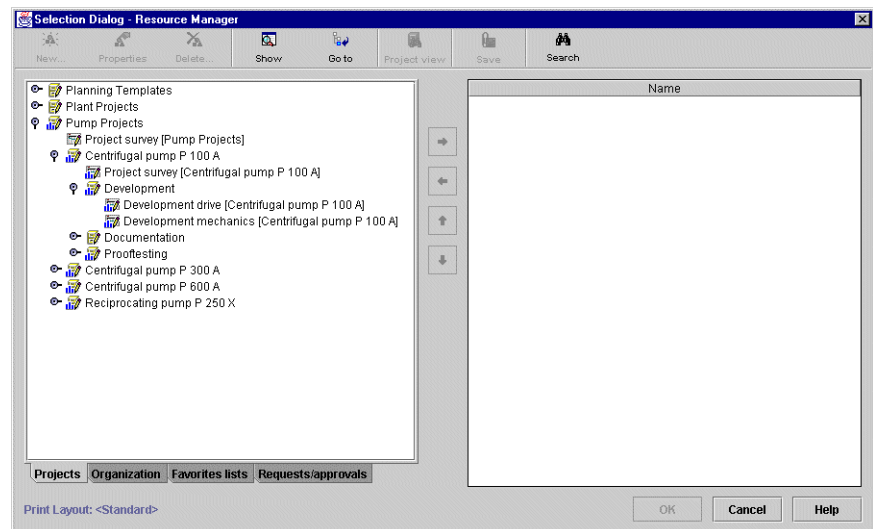 Selection Dialog - Resource Manager
New... Properties Delete... Show Go to Project view Save Search
Planning Templates
Plant Projects
Pump Projects
Project survey [Pump Projects]
Centrifugal pump P 100 A
Project survey [Centrifugal pump P 100 A]
Development
Development drive [Centrifugal pump P 100 A]
Development mechanics [Centrifugal pump P 100 A]
Documentation
Prooftesting
Centrifugal pump P 300 A
Centrifugal pump P 600 A
Reciprocating pump P 250 X
Name
Projects Organization Favorites lists Requests/approvals
Print Layout: <Standard>
OK Cancel Help